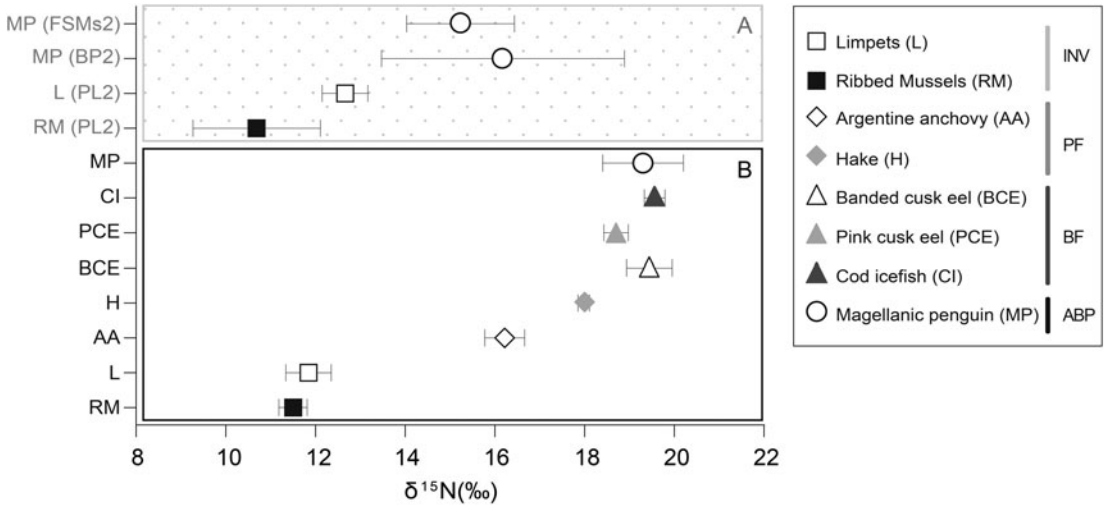 MP (FSMs2)
MP (BP2)
L (PL2)
RM (PL2)
A
MP
CI
PCE
BCE
H
AA
L
RM
B
8 10 12 14 16 18 20 22
δ¹⁵N(‰)
Limpets (L)
Ribbed Mussels (RM)
INV
Argentine anchovy (AA)
Hake (H)
PF
Banded cusk eel (BCE)
Pink cusk eel (PCE)
Cod icefish (CI)
BF
Magellanic penguin (MP)
ABP